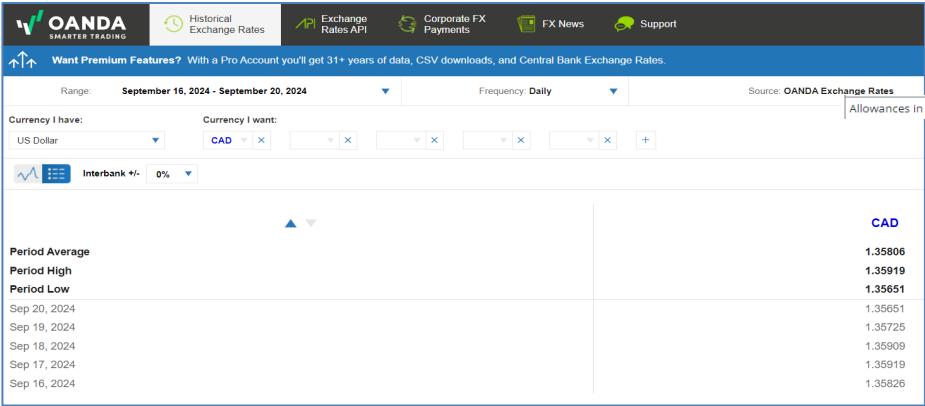 OANDA
SMARTER TRADING
Historical
Exchange Rates
API
Exchange
Rates API
Corporate FX
Payments
FX News
Support
Want Premium Features? With a Pro Account you'll get 31+ years of data, CSV downloads, and Central Bank Exchange Rates.
Range: September 16, 2024 - September 20, 2024 Frequency: Daily Source: OANDA Exchange Rates
Allowances in
Currency I have: Currency I want:
US Dollar CAD
Interbank +/- 0%
CAD
Period Average 1.35806
Period High 1.35919
Period Low 1.35651
Sep 20, 2024 1.35651
Sep 19, 2024 1.35725
Sep 18, 2024 1.35909
Sep 17, 2024 1.35919
Sep 16, 2024 1.35826